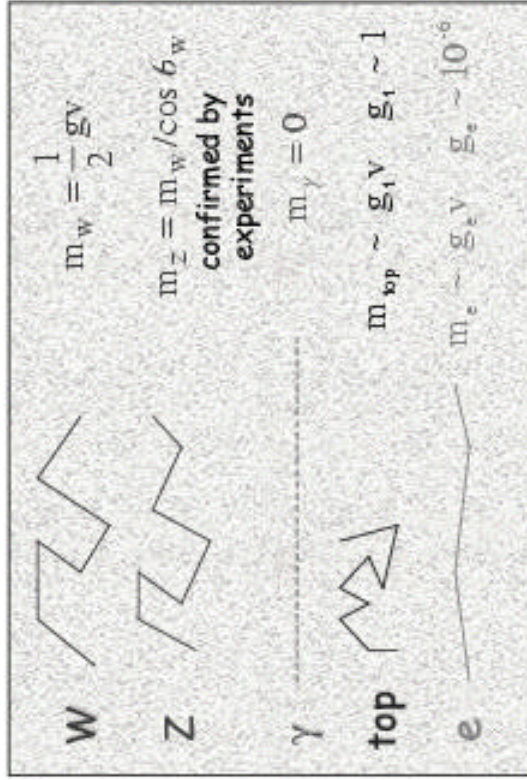 W m_W = 1/2 gv
Z m_Z = m_W/cos θ_W
confirmed by
experiments
γ m_γ = 0
top m_top ~ g_t v g_t ~ 1
e m_e ~ g_e v g_e ~ 10^-6